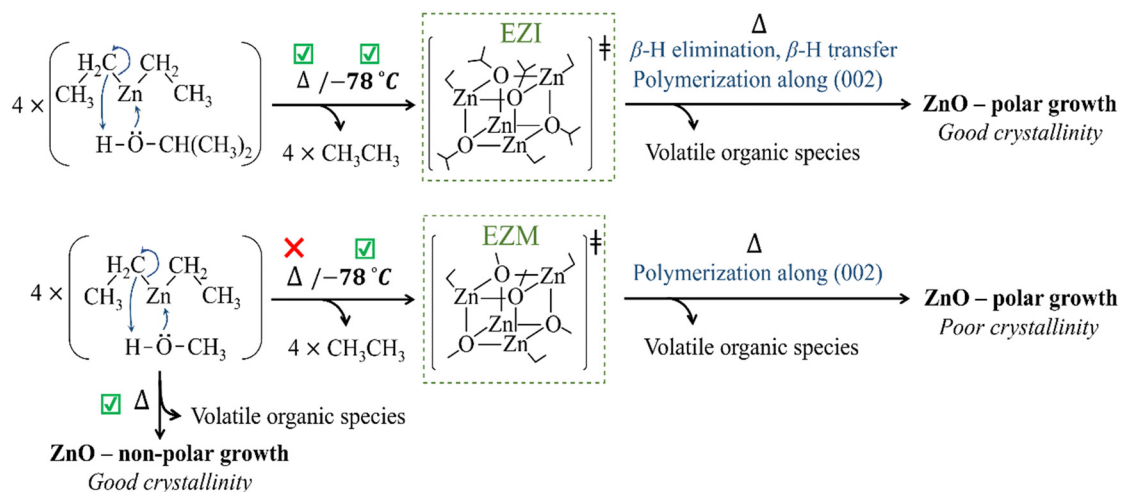 4 × H₂C CH₂ CH₃ Zn CH₃
H–Ö–CH(CH₃)₂
Δ /−78 °C
4 × CH₃CH₃
EZI
‡
Zn O Zn
O
Zn O
O Zn
Δ
β-H elimination, β-H transfer
Polymerization along (002)
Volatile organic species
ZnO – polar growth
Good crystallinity
4 × H₂C CH₂ CH₃ Zn CH₃
H–Ö–CH₃
Δ /−78 °C
4 × CH₃CH₃
EZM
‡
O Zn
Zn O
Zn O
O Zn
Δ
Polymerization along (002)
Volatile organic species
ZnO – polar growth
Poor crystallinity
Δ
Volatile organic species
ZnO – non-polar growth
Good crystallinity